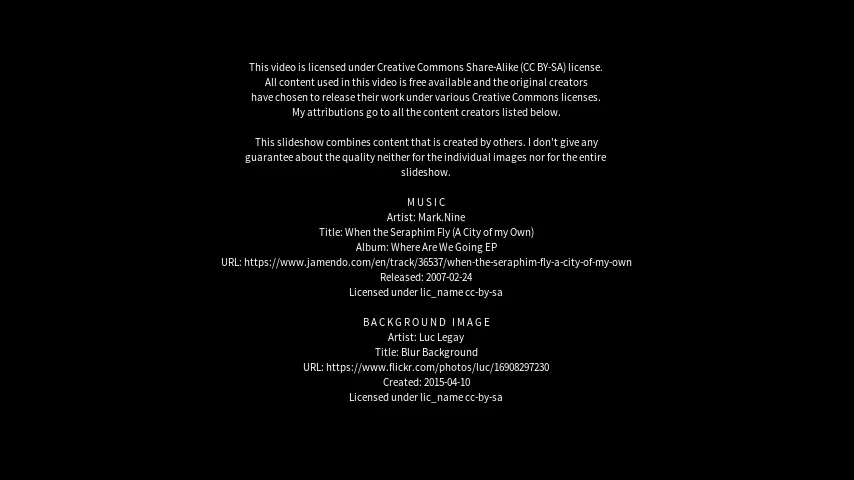 This video is licensed under Creative Commons Share-Alike (CC BY-SA) license.
All content used in this video is free available and the original creators
have chosen to release their work under various Creative Commons licenses.
My attributions go to all the content creators listed below.
This slideshow combines content that is created by others. I don't give any
guarantee about the quality neither for the individual images nor for the entire
slideshow.
MUSIC
Artist: Mark.Nine
Title: When the Seraphim Fly (A City of my Own)
Album: Where Are We Going EP
URL: https://www.jamendo.com/en/track/36537/when-the-seraphim-fly-a-city-of-my-own
Released: 2007-02-24
Licensed under lic_name cc-by-sa
BACKGROUND IMAGE
Artist: Luc Legay
Title: Blur Background
URL: https://www.flickr.com/photos/luc/16908297230
Created: 2015-04-10
Licensed under lic_name cc-by-sa